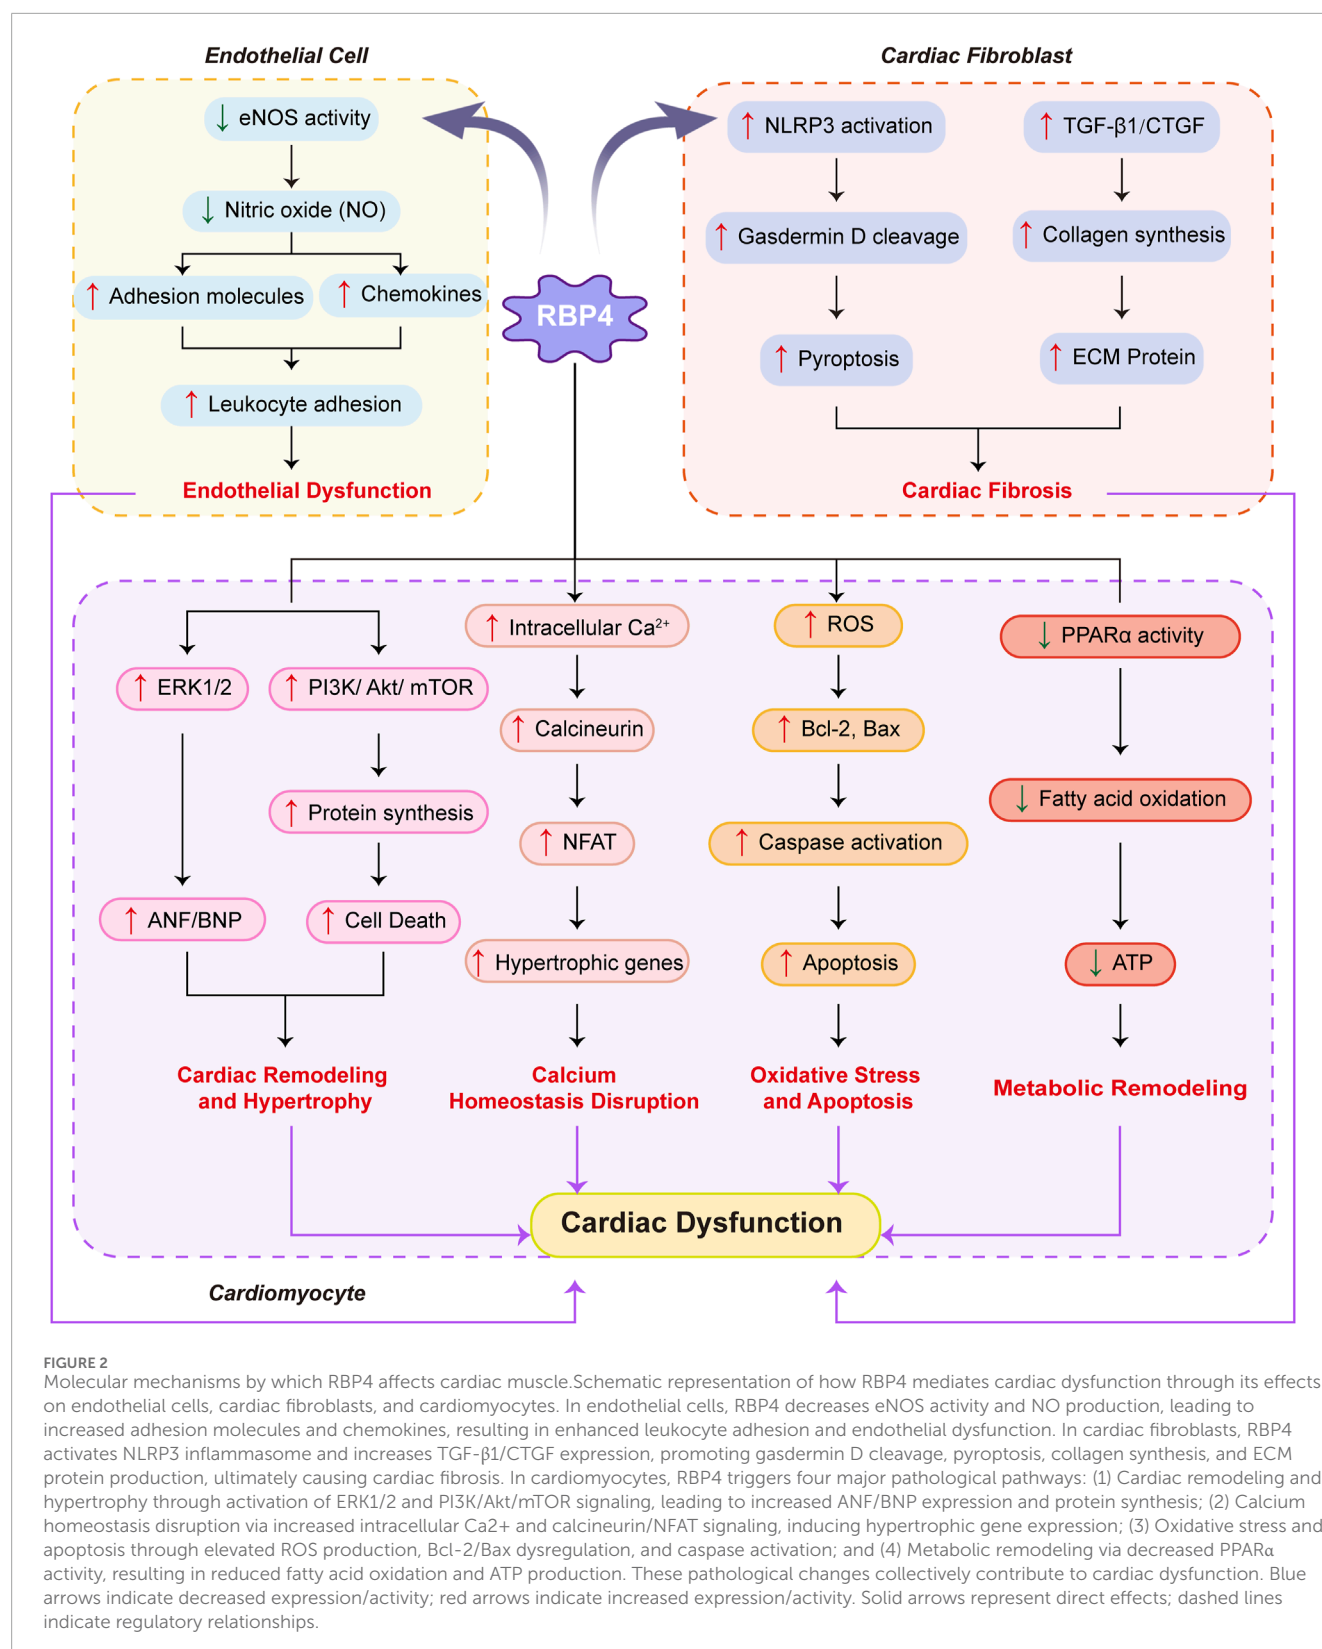 Endothelial Cell
Cardiac Fibroblast
↓ eNOS activity
↓ Nitric oxide (NO)
↑ Adhesion molecules
↑ Chemokines
↑ Leukocyte adhesion
Endothelial Dysfunction
RBP4
↑ NLRP3 activation
↑ TGF-β1/CTGF
↑ Gasdermin D cleavage
↑ Collagen synthesis
↑ Pyroptosis
↑ ECM Protein
Cardiac Fibrosis
↑ ERK1/2
↑ PI3K/ Akt/ mTOR
↑ Protein synthesis
↑ ANF/BNP
↑ Cell Death
Cardiac Remodeling
and Hypertrophy
↑ Intracellular Ca²⁺
↑ Calcineurin
↑ NFAT
↑ Hypertrophic genes
Calcium
Homeostasis Disruption
↑ ROS
↑ Bcl-2, Bax
↑ Caspase activation
↑ Apoptosis
Oxidative Stress
and Apoptosis
↓ PPARα activity
↓ Fatty acid oxidation
↓ ATP
Metabolic Remodeling
Cardiac Dysfunction
Cardiomyocyte
FIGURE 2
Molecular mechanisms by which RBP4 affects cardiac muscle.Schematic representation of how RBP4 mediates cardiac dysfunction through its effects
on endothelial cells, cardiac fibroblasts, and cardiomyocytes. In endothelial cells, RBP4 decreases eNOS activity and NO production, leading to
increased adhesion molecules and chemokines, resulting in enhanced leukocyte adhesion and endothelial dysfunction. In cardiac fibroblasts, RBP4
activates NLRP3 inflammasome and increases TGF-β1/CTGF expression, promoting gasdermin D cleavage, pyroptosis, collagen synthesis, and ECM
protein production, ultimately causing cardiac fibrosis. In cardiomyocytes, RBP4 triggers four major pathological pathways: (1) Cardiac remodeling and
hypertrophy through activation of ERK1/2 and PI3K/Akt/mTOR signaling, leading to increased ANF/BNP expression and protein synthesis; (2) Calcium
homeostasis disruption via increased intracellular Ca2+ and calcineurin/NFAT signaling, inducing hypertrophic gene expression; (3) Oxidative stress and
apoptosis through elevated ROS production, Bcl-2/Bax dysregulation, and caspase activation; and (4) Metabolic remodeling via decreased PPARα
activity, resulting in reduced fatty acid oxidation and ATP production. These pathological changes collectively contribute to cardiac dysfunction. Blue
arrows indicate decreased expression/activity; red arrows indicate increased expression/activity. Solid arrows represent direct effects; dashed lines
indicate regulatory relationships.